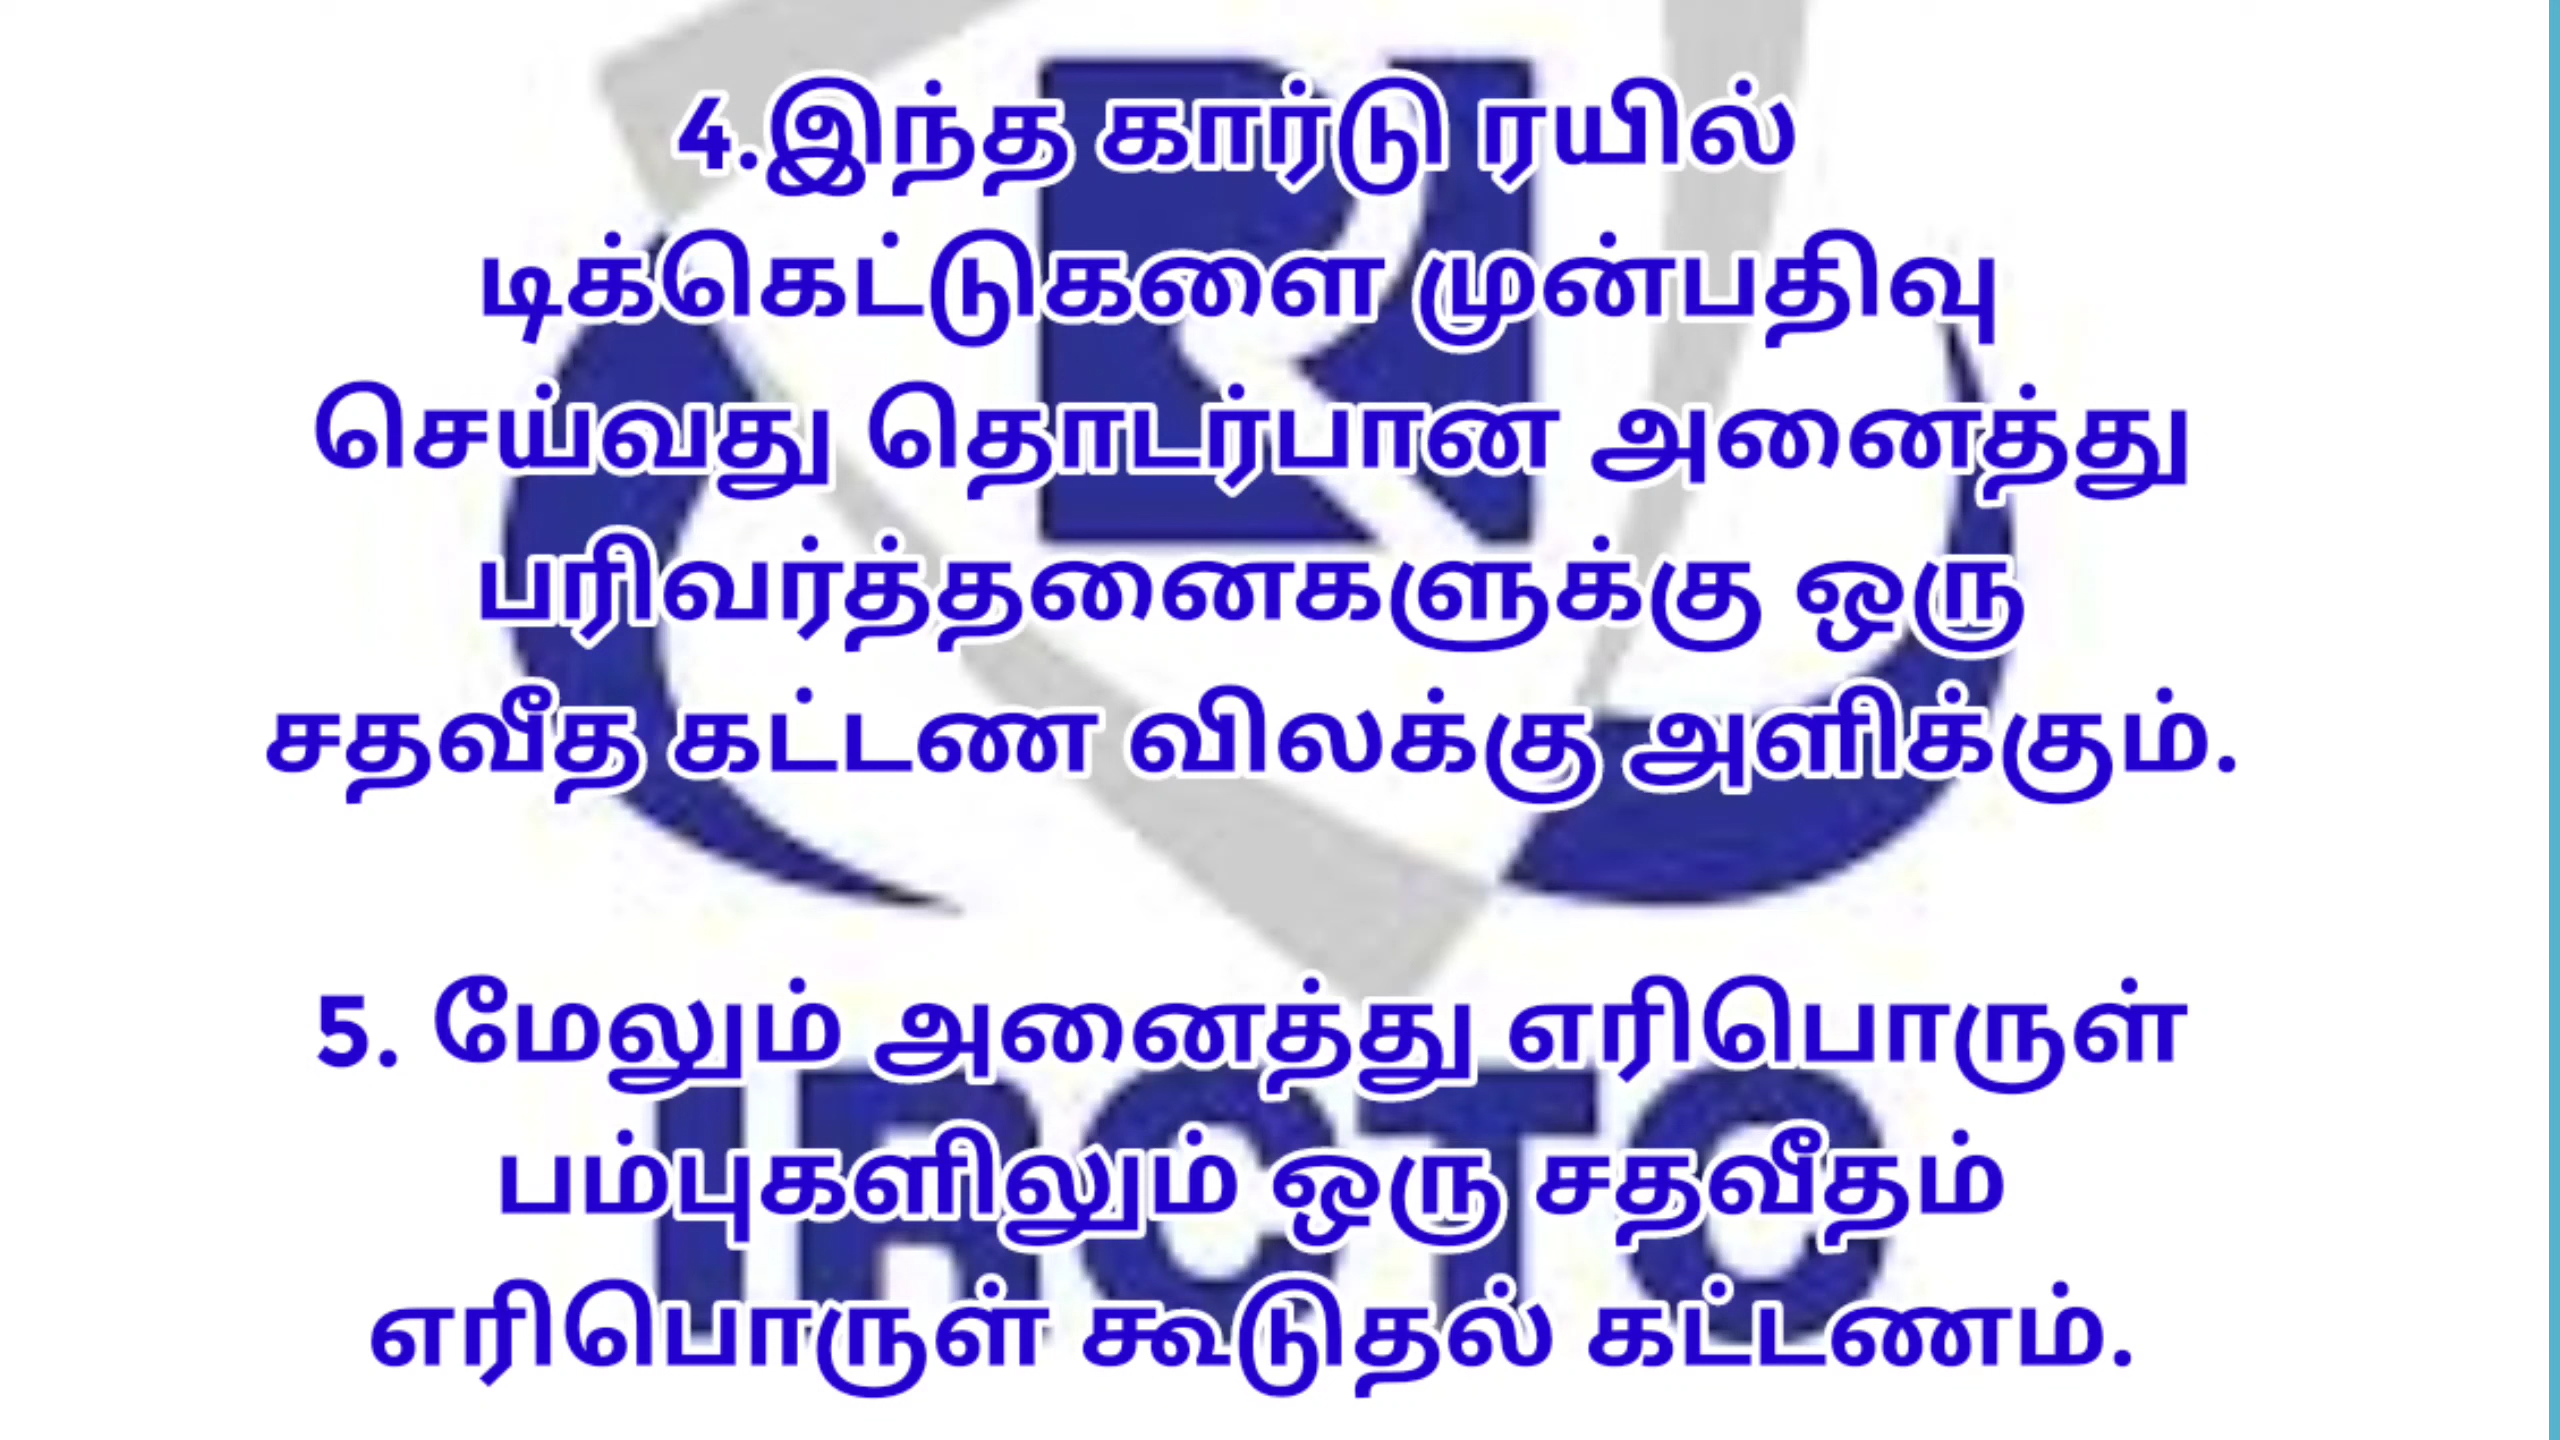 4.இந்த கார்டு ரயில்
டிக்கெட்டுகளை முன்பதிவு
செய்வது தொடர்பான அனைத்து
பரிவர்த்தனைகளுக்கு ஒரு
சதவீத கட்டண விலக்கு அளிக்கும்.
5. மேலும் அனைத்து எரிபொருள்
பம்புகளிலும் ஒரு சதவீதம்
எரிபொருள் கூடுதல் கட்டணம்.
IRCTC